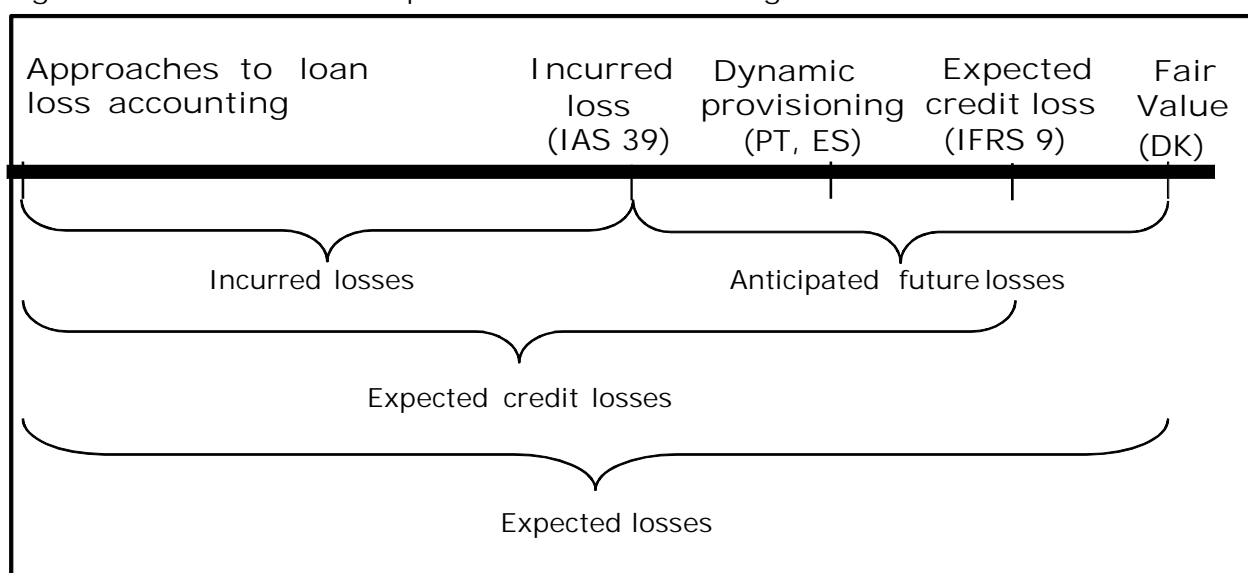 Approaches to loan
loss accounting
Incurred
loss
(IAS 39)
Dynamic
provisioning
(PT, ES)
Expected
credit loss
(IFRS 9)
Fair
Value
(DK)
Incurred losses
Anticipated future losses
Expected credit losses
Expected losses